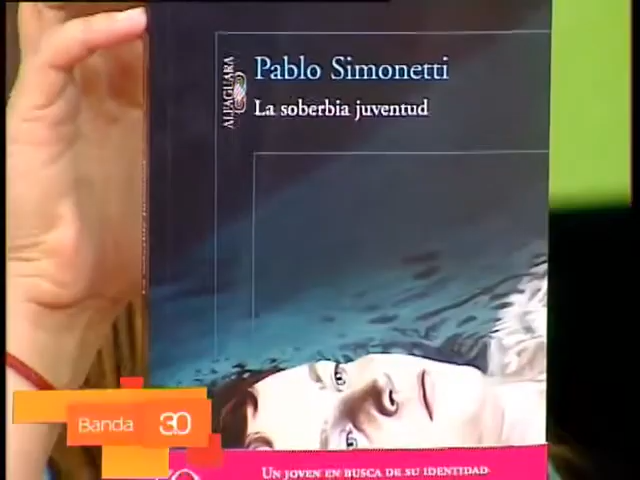 Pablo Simonetti
La soberbia juventud
ALFAGUARA
Banda 30
UN JOVEN EN BUSCA DE SU IDENTIDAD